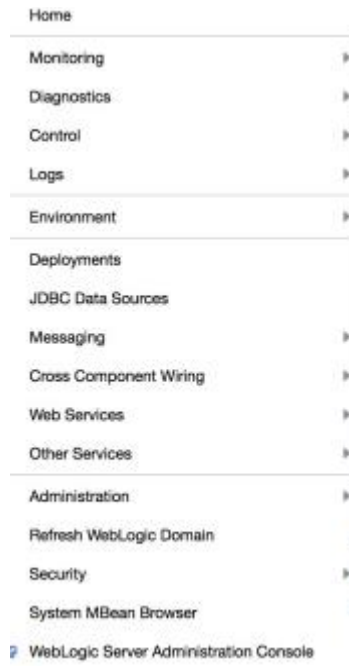 Home
Monitoring
Diagnostics
Control
Logs
Environment
Deployments
JDBC Data Sources
Messaging
Cross Component Wiring
Web Services
Other Services
Administration
Refresh WebLogic Domain
Security
System MBean Browser
WebLogic Server Administration Console